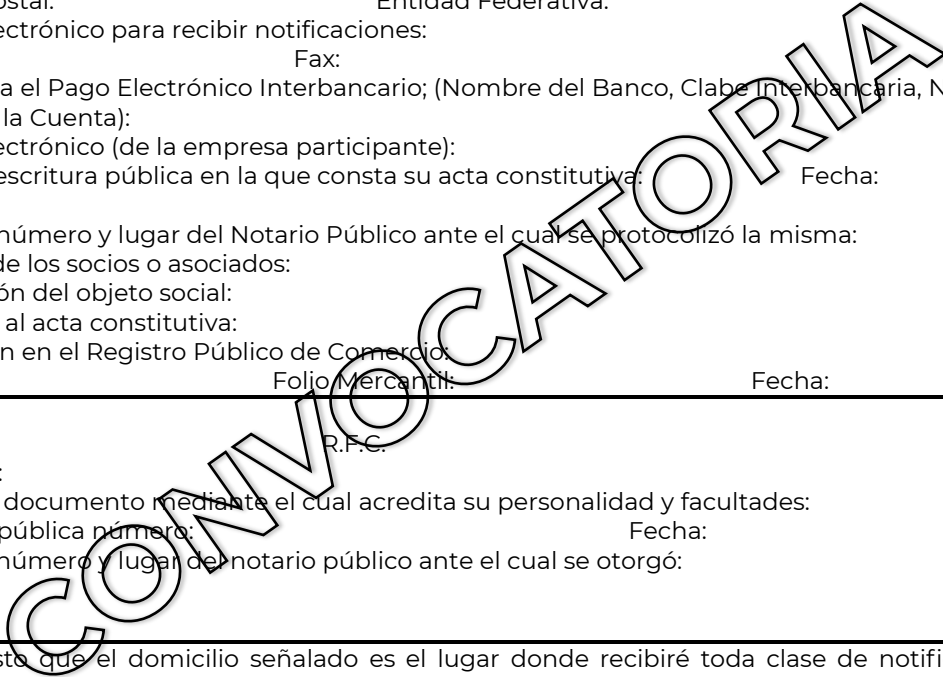 ostal: Entidad Federativa:
ectrónico para recibir notificaciones:
Fax:
a el Pago Electrónico Interbancario; (Nombre del Banco, Clabe Interbancaria, N
la Cuenta):
ectrónico (de la empresa participante):
escritura pública en la que consta su acta constitutiva: Fecha:
número y lugar del Notario Público ante el cual se protocolizó la misma:
de los socios o asociados:
ón del objeto social:
al acta constitutiva:
n en el Registro Público de Comercio:
Folio Mercantil: Fecha:
R.F.C.
:
documento mediante el cual acredita su personalidad y facultades:
pública número: Fecha:
número y lugar del notario público ante el cual se otorgó:
sto que el domicilio señalado es el lugar donde recibiré toda clase de notifi
CONVOCATORIA